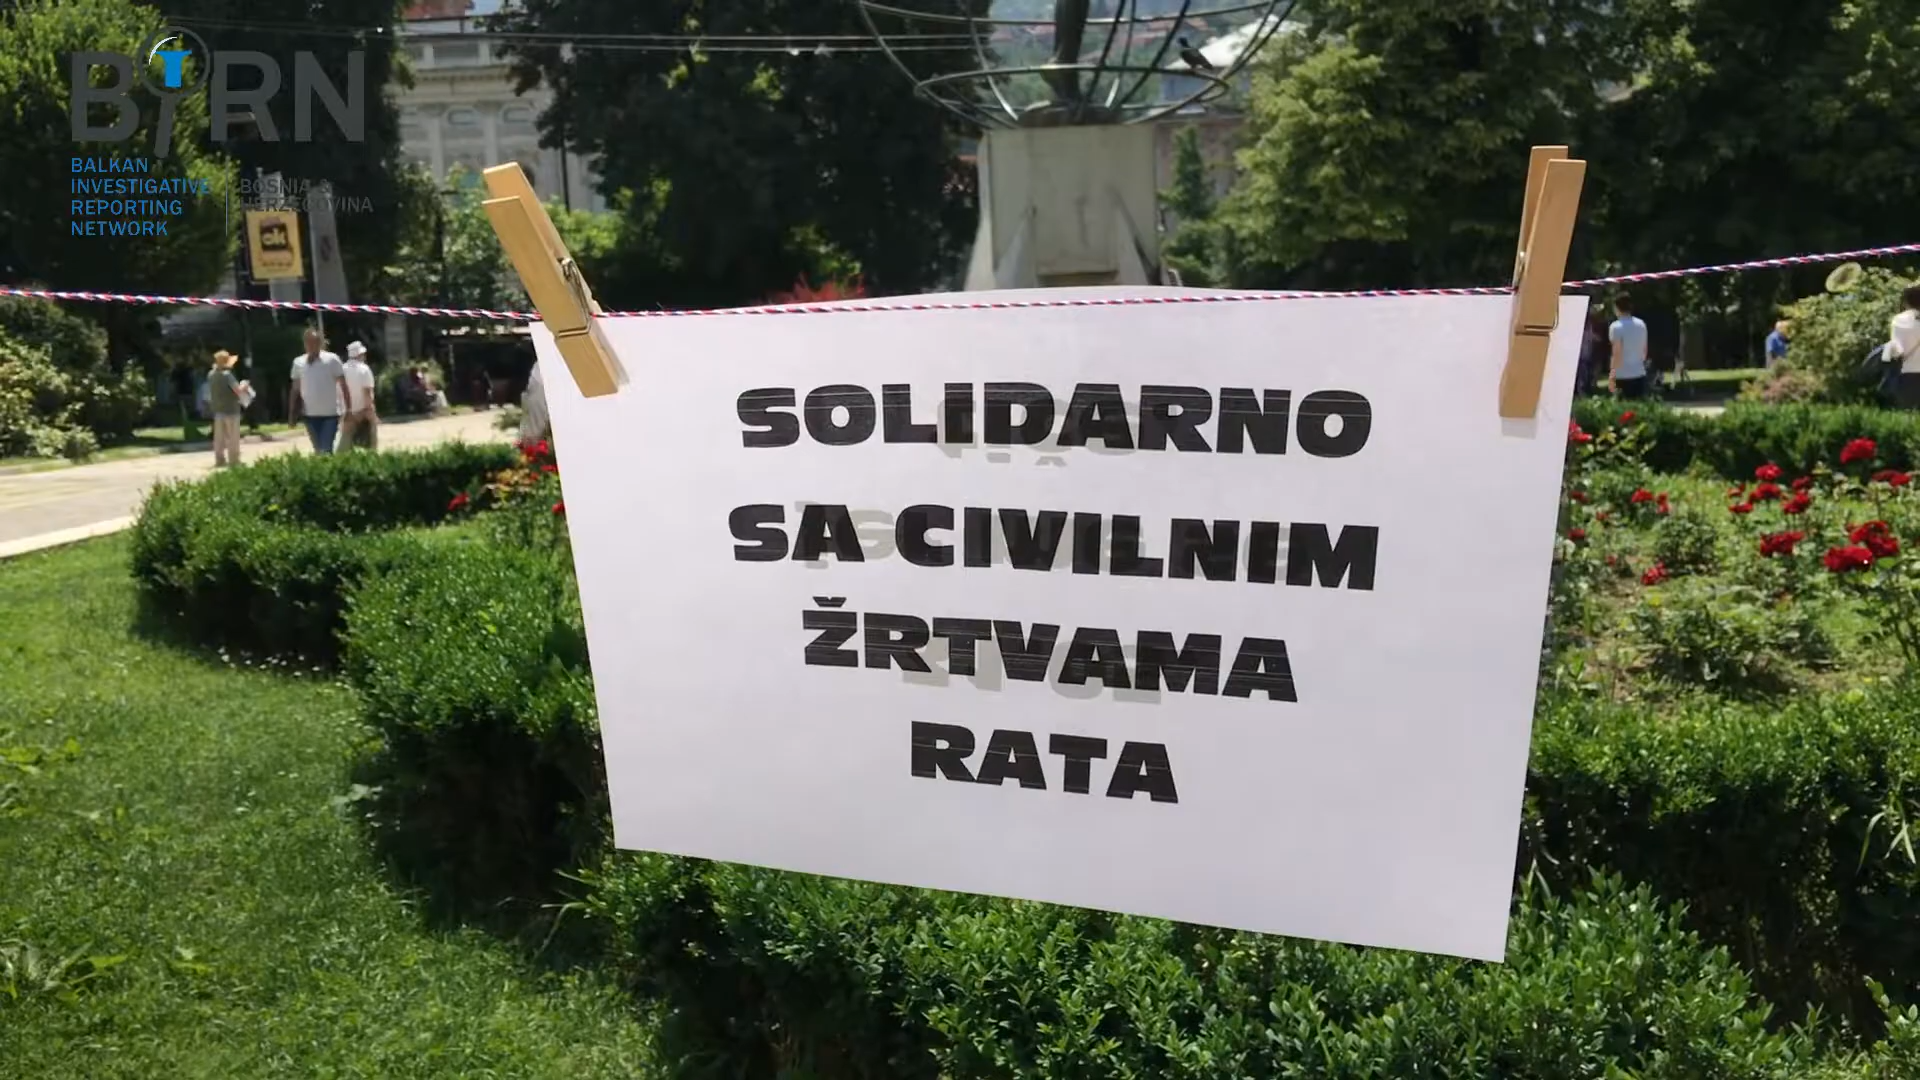 BIRN
BALKAN
INVESTIGATIVE
REPORTING
NETWORK
BOSNIA &
HERZEGOVINA
SOLIDARNO
SA CIVILNIM
ŽRTVAMA
RATA